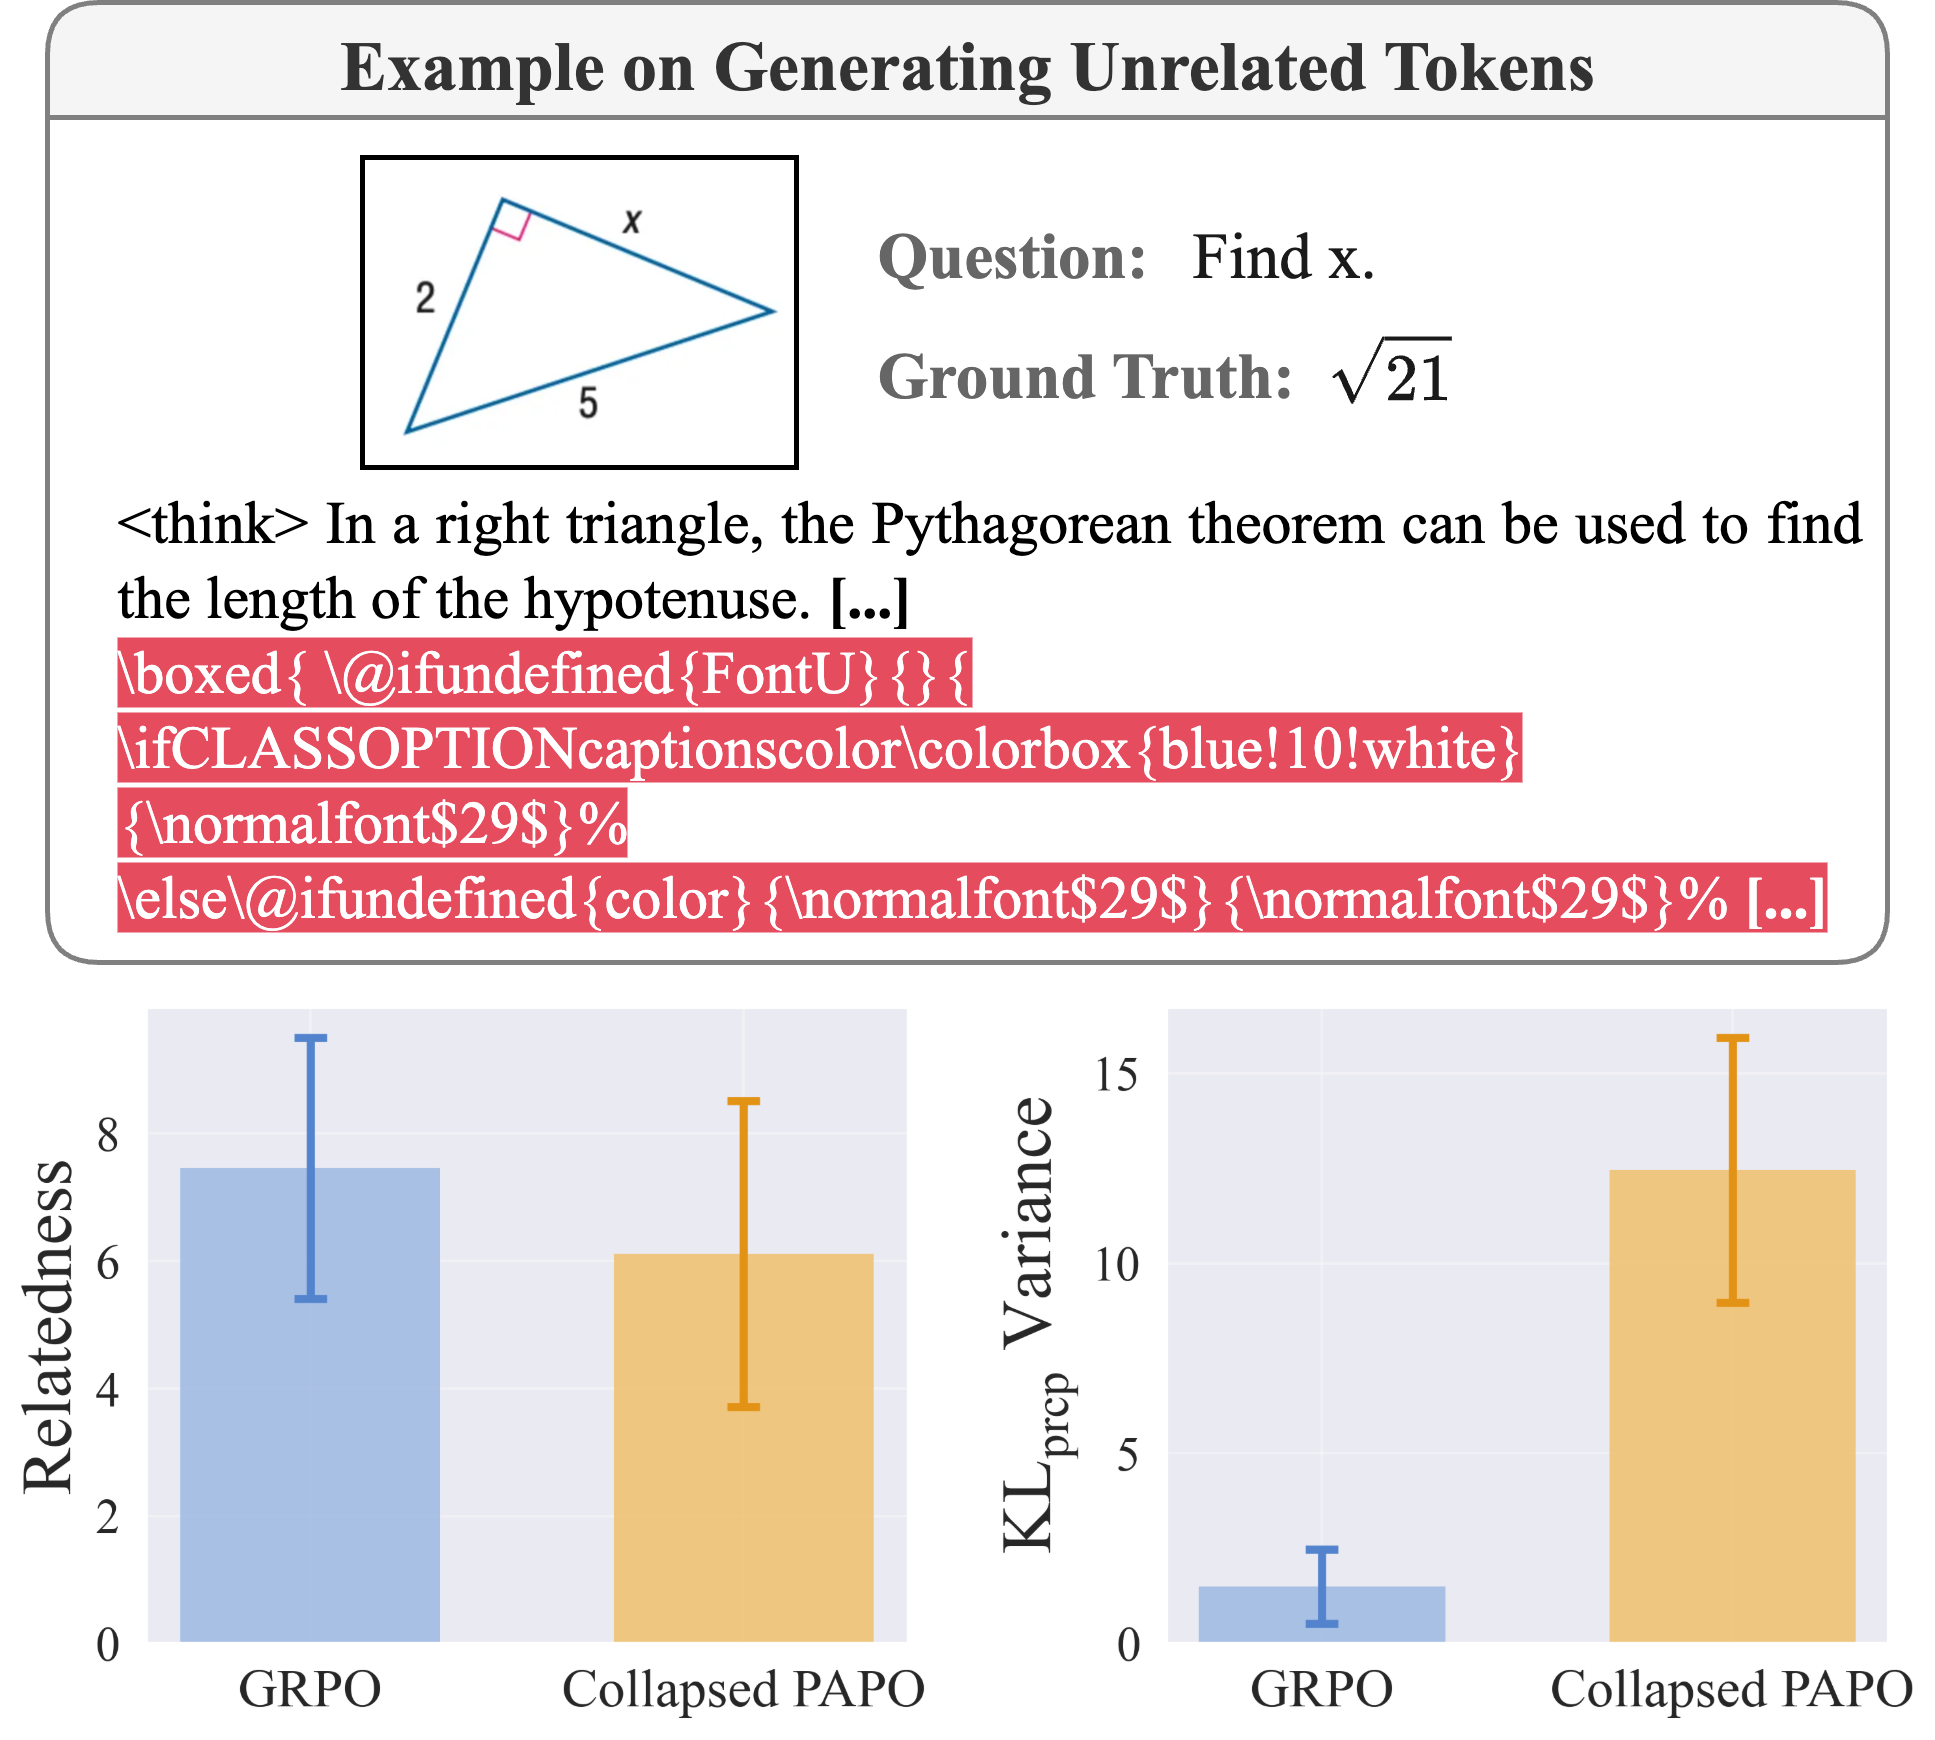 Example on Generating Unrelated Tokens
x
2
5
Question: Find x.
Ground Truth: √21
<think> In a right triangle, the Pythagorean theorem can be used to find
the length of the hypotenuse. [...]
\boxed{ \@ifundefined{FontU}{}{
\ifCLASSOPTIONcaptionscolor\colorbox{blue!10!white}
{\normalfont$29$}%
\else\@ifundefined{color}{\normalfont$29$}{\normalfont$29$}% [...]
Relatedness
8
6
4
2
0
GRPO
Collapsed PAPO
KLprcp Variance
15
10
5
0
GRPO
Collapsed PAPO